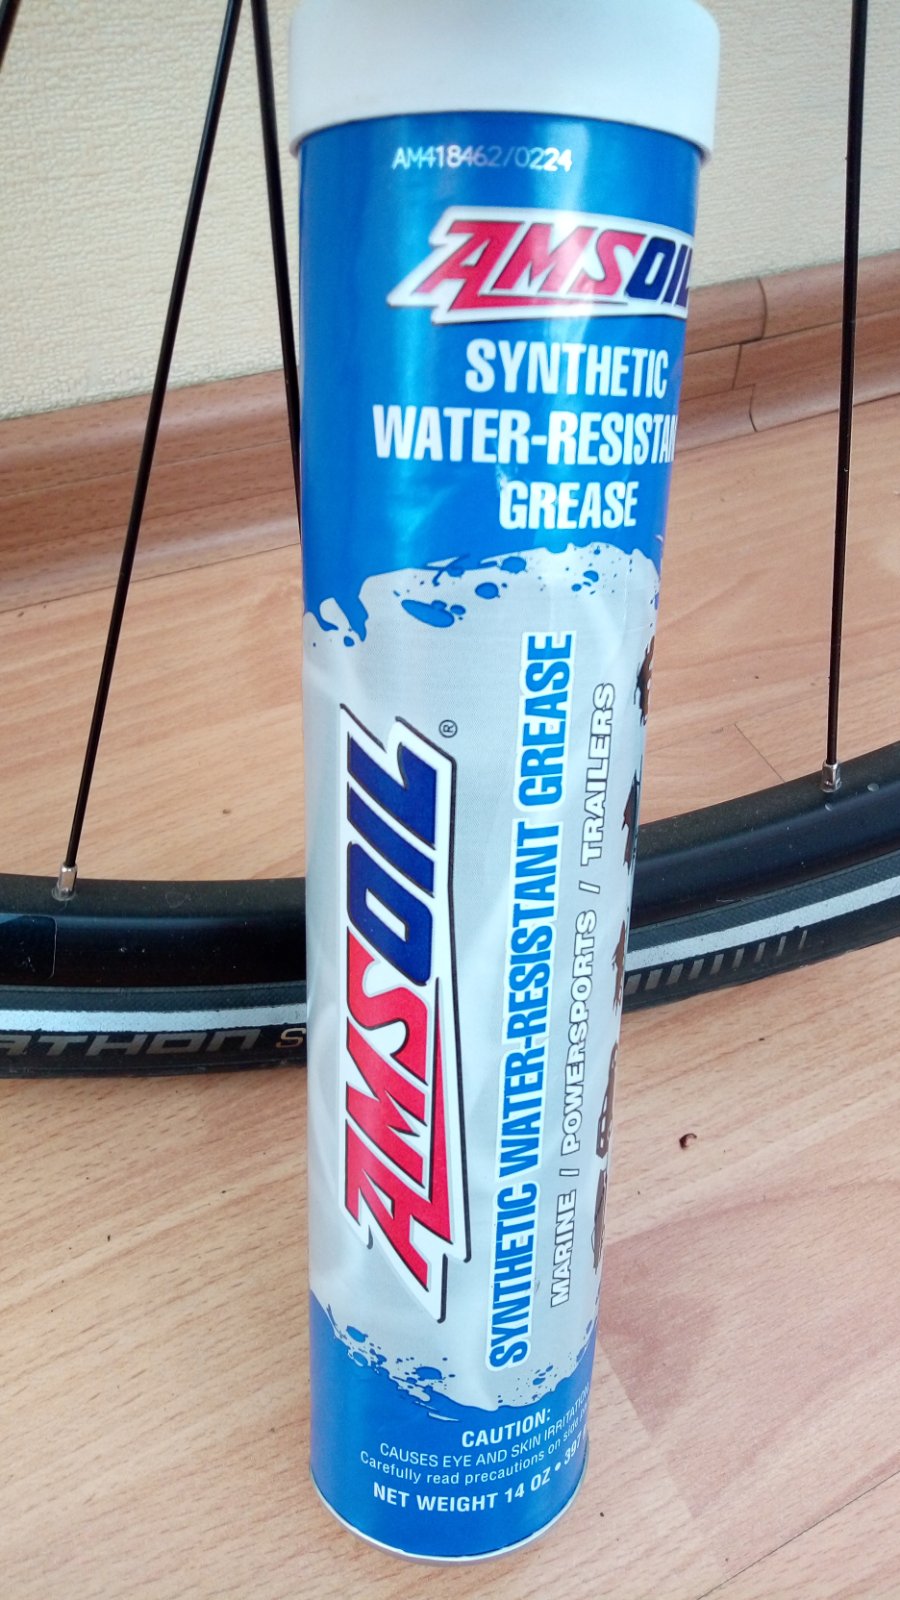 AM418462/0224
AMSOIL
SYNTHETIC
WATER-RESISTAN
GREASE
AMSOIL®
SYNTHETIC WATER-RESISTANT GREASE
MARINE / POWERSPORTS / TRAILERS
CAUTION:
CAUSES EYE AND SKIN IRRITATION
Carefully read precautions on side
NET WEIGHT 14 OZ • 397
ATHON S